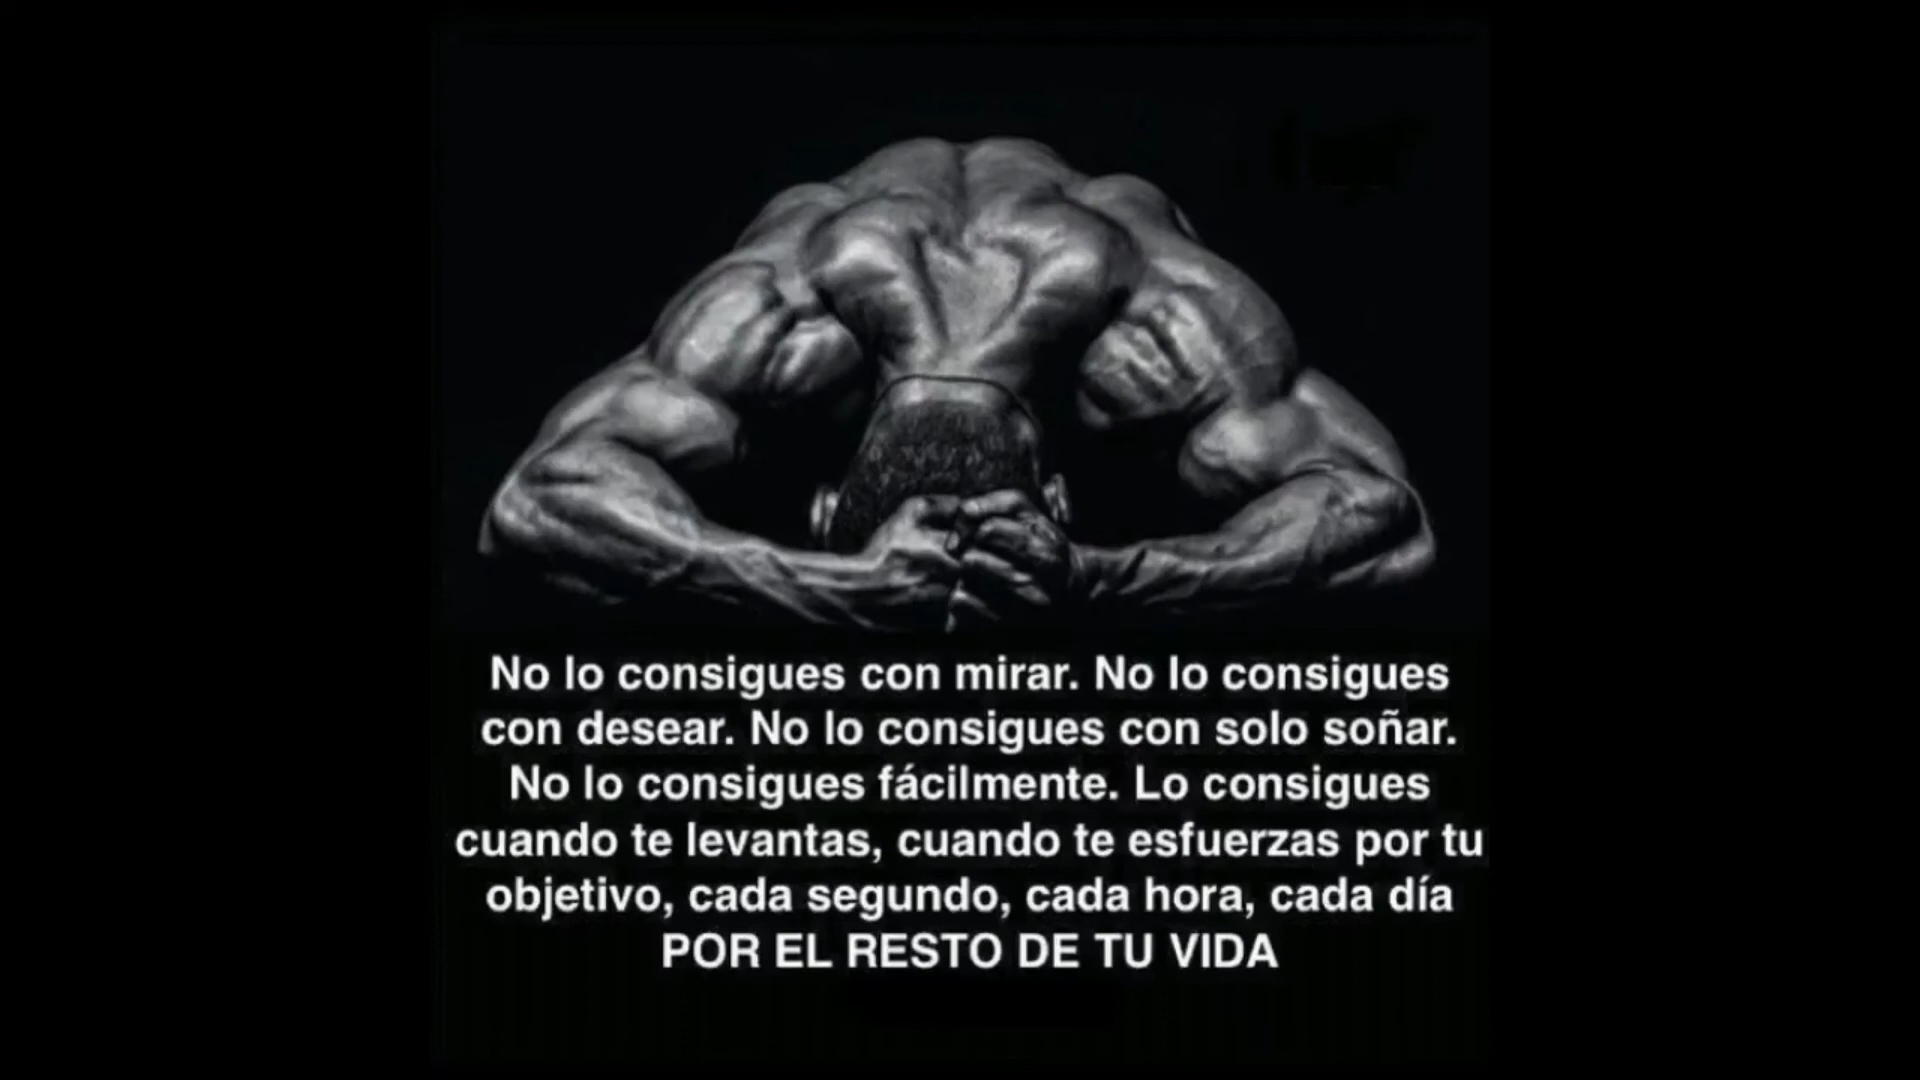 No lo consigues con mirar. No lo consigues
con desear. No lo consigues con solo soñar.
No lo consigues fácilmente. Lo consigues
cuando te levantas, cuando te esfuerzas por tu
objetivo, cada segundo, cada hora, cada día
POR EL RESTO DE TU VIDA